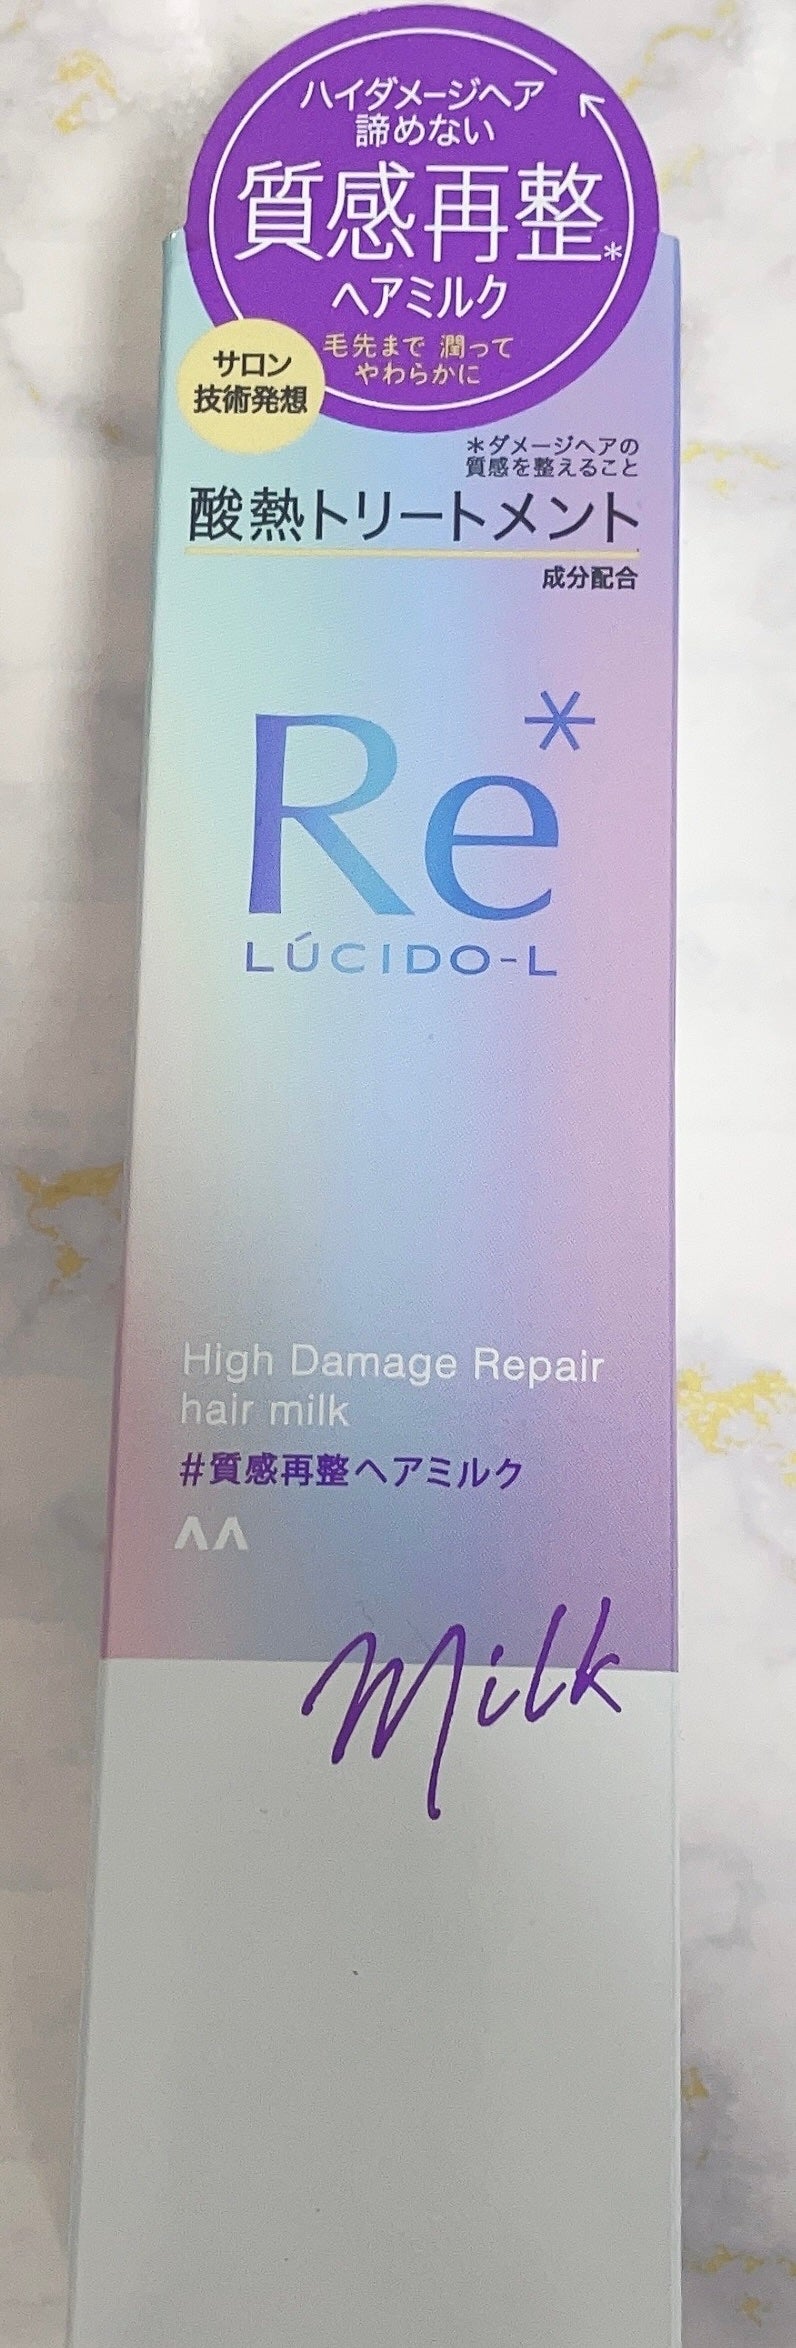 ハイダメージヘア
諦めない
質感再整*
ヘアミルク
毛先まで 潤って
やわらかに
サロン
技術発想
*ダメージヘアの
質感を整えること
酸熱トリートメント
成分配合
Re*
LÚCIDO-L
High Damage Repair
hair milk
#質感再整ヘアミルク
Milk